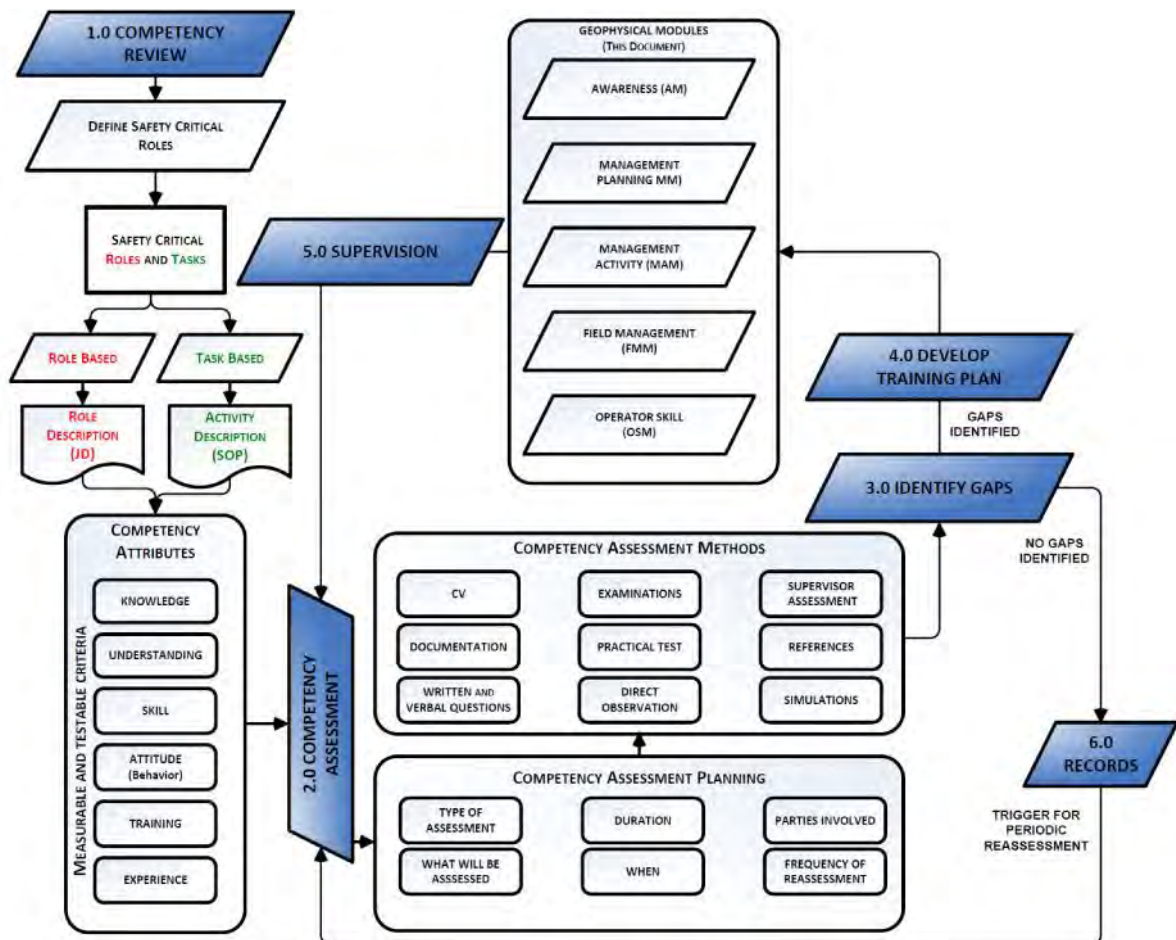 1.0 COMPETENCY
REVIEW
DEFINE SAFETY CRITICAL
ROLES
SAFETY CRITICAL
ROLES AND TASKS
ROLE BASED
TASK BASED
ROLE
DESCRIPTION
(JD)
ACTIVITY
DESCRIPTION
(SOP)
COMPETENCY
ATTRIBUTES
MEASURABLE AND TESTABLE CRITERIA
KNOWLEDGE
UNDERSTANDING
SKILL
ATTITUDE
(Behavior)
TRAINING
EXPERIENCE
2.0 COMPETENCY
ASSESSMENT
5.0 SUPERVISION
GEOPHYSICAL MODULES
(THIS DOCUMENT)
AWARENESS (AM)
MANAGEMENT
PLANNING MM)
MANAGEMENT
ACTIVITY (MAM)
FIELD MANAGEMENT
(FMM)
OPERATOR SKILL
(OSM)
4.0 DEVELOP
TRAINING PLAN
GAPS
IDENTIFIED
3.0 IDENTIFY GAPS
NO GAPS
IDENTIFIED
COMPETENCY ASSESSMENT METHODS
CV
EXAMINATIONS
SUPERVISOR
ASSESSMENT
DOCUMENTATION
PRACTICAL TEST
REFERENCES
WRITTEN AND
VERBAL QUESTIONS
DIRECT
OBSERVATION
SIMULATIONS
COMPETENCY ASSESSMENT PLANNING
TYPE OF
ASSESSMENT
DURATION
PARTIES INVOLVED
WHAT WILL BE
ASSSESSED
WHEN
FREQUENCY OF
REASSESSMENT
6.0
RECORDS
TRIGGER FOR
PERIODIC
REASSESSMENT